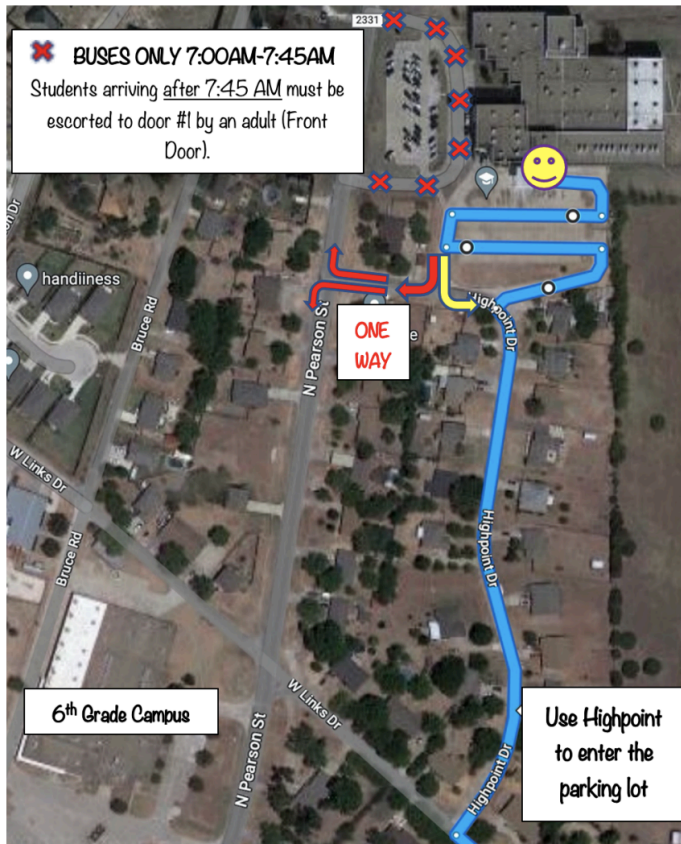 2331
BUSES ONLY 7:00AM-7:45AM
Students arriving after 7:45 AM must be
escorted to door #1 by an adult (Front
Door).
on Dr
handiiness
Bruce Rd
N Pearson St
Highpoint Dr
ONE
WAY
e
W Links Dr
Bruce Rd
Highpoint Dr
6th Grade Campus
W Links Dr
N Pearson St
Highpoint Dr
Use Highpoint
to enter the
parking lot